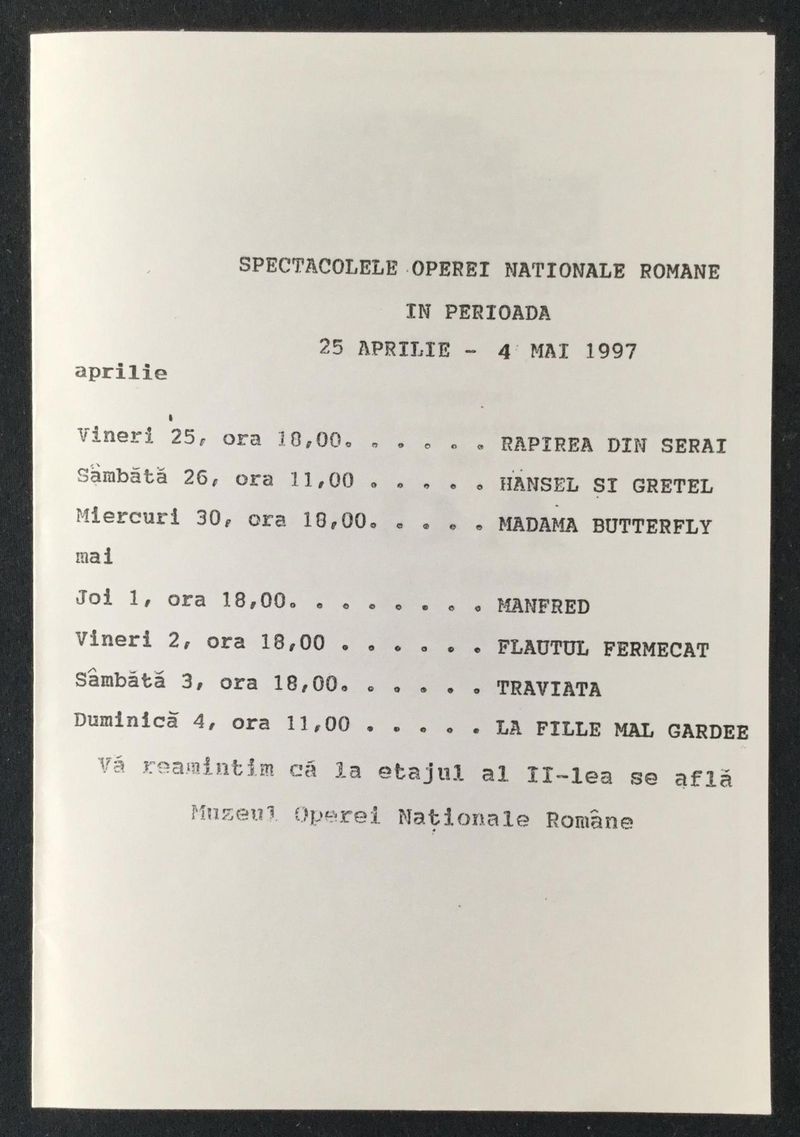 SPECTACOLELE OPEREI NATIONALE ROMANE
IN PERIOADA
25 APRILIE - 4 MAI 1997
aprilie
Vineri 25, ora 18,00. . . . . . RAPIREA DIN SERAI
Sâmbătă 26, ora 11,00 . . . . . HÄNSEL SI GRETEL
Miercuri 30, ora 18,00. . . . . MADAMA BUTTERFLY
mai
Joi 1, ora 18,00. . . . . . . . MANFRED
Vineri 2, ora 18,00 . . . . . . FLAUTUL FERMECAT
Sâmbătă 3, ora 18,00. . . . . . TRAVIATA
Duminică 4, ora 11,00 . . . . . LA FILLE MAL GARDEE
Vă reamintim că la etajul al II-lea se află
Muzeul Operei Naționale Române